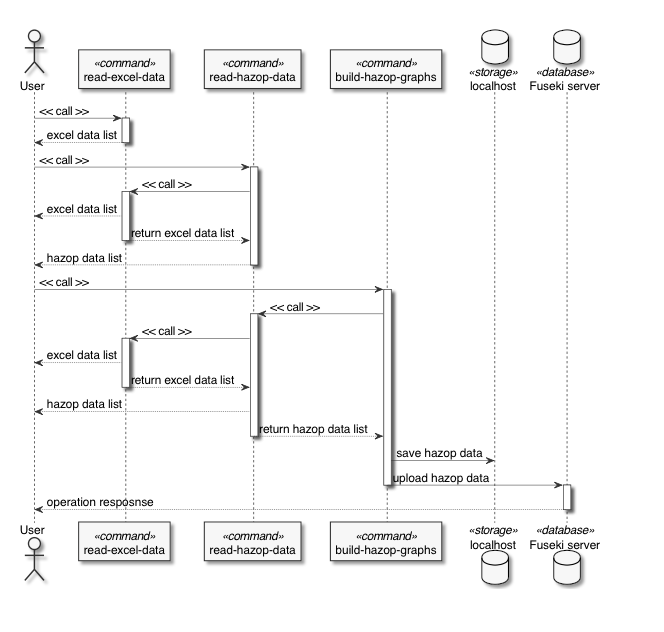 «command» «command» «command» «storage» «database»
User read-excel-data read-hazop-data build-hazop-graphs localhost Fuseki server
<< call >>
excel data list
<< call >>
<< call >>
excel data list
return excel data list
hazop data list
<< call >>
<< call >>
<< call >>
excel data list
return excel data list
hazop data list
return hazop data list
save hazop data
upload hazop data
operation resposnse
User «command» «command» «command» «storage» «database»
read-excel-data read-hazop-data build-hazop-graphs localhost Fuseki server